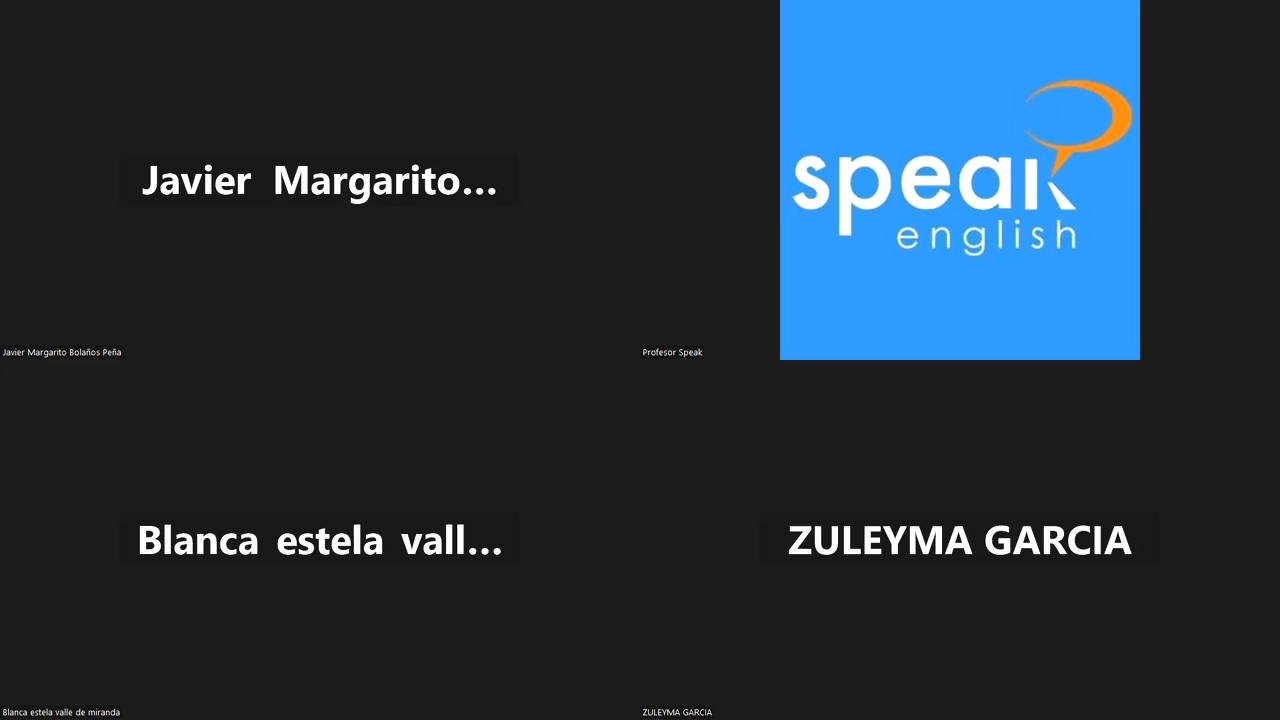 Javier Margarito...
Javier Margarito Bolaños Peña
speak
english
Profesor Speak
Blanca estela vall...
Blanca estela valle de miranda
ZULEYMA GARCIA
ZULEYMA GARCIA